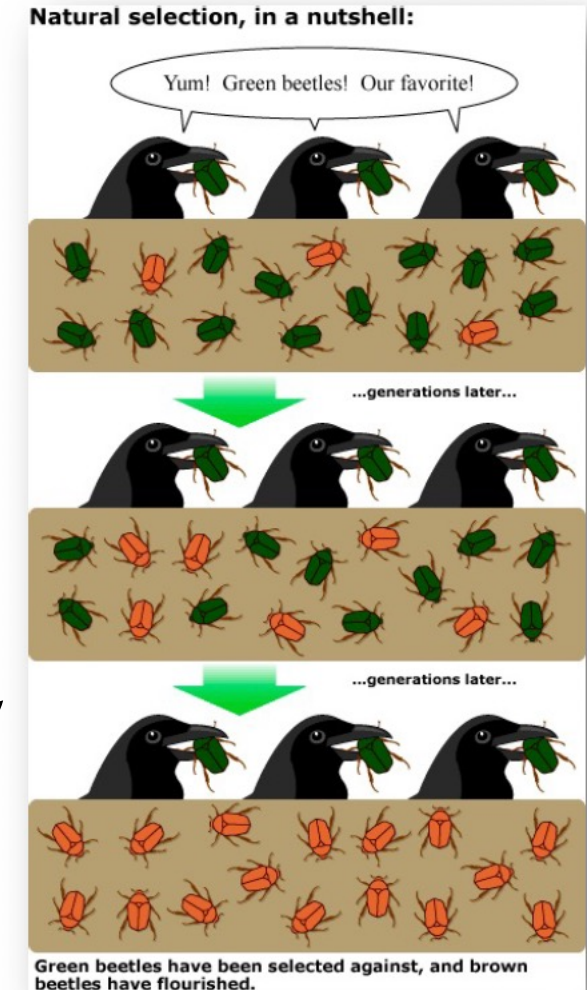 Natural selection, in a nutshell:
Yum! Green beetles! Our favorite!
...generations later...
...generations later...
Green beetles have been selected against, and brown
beetles have flourished.